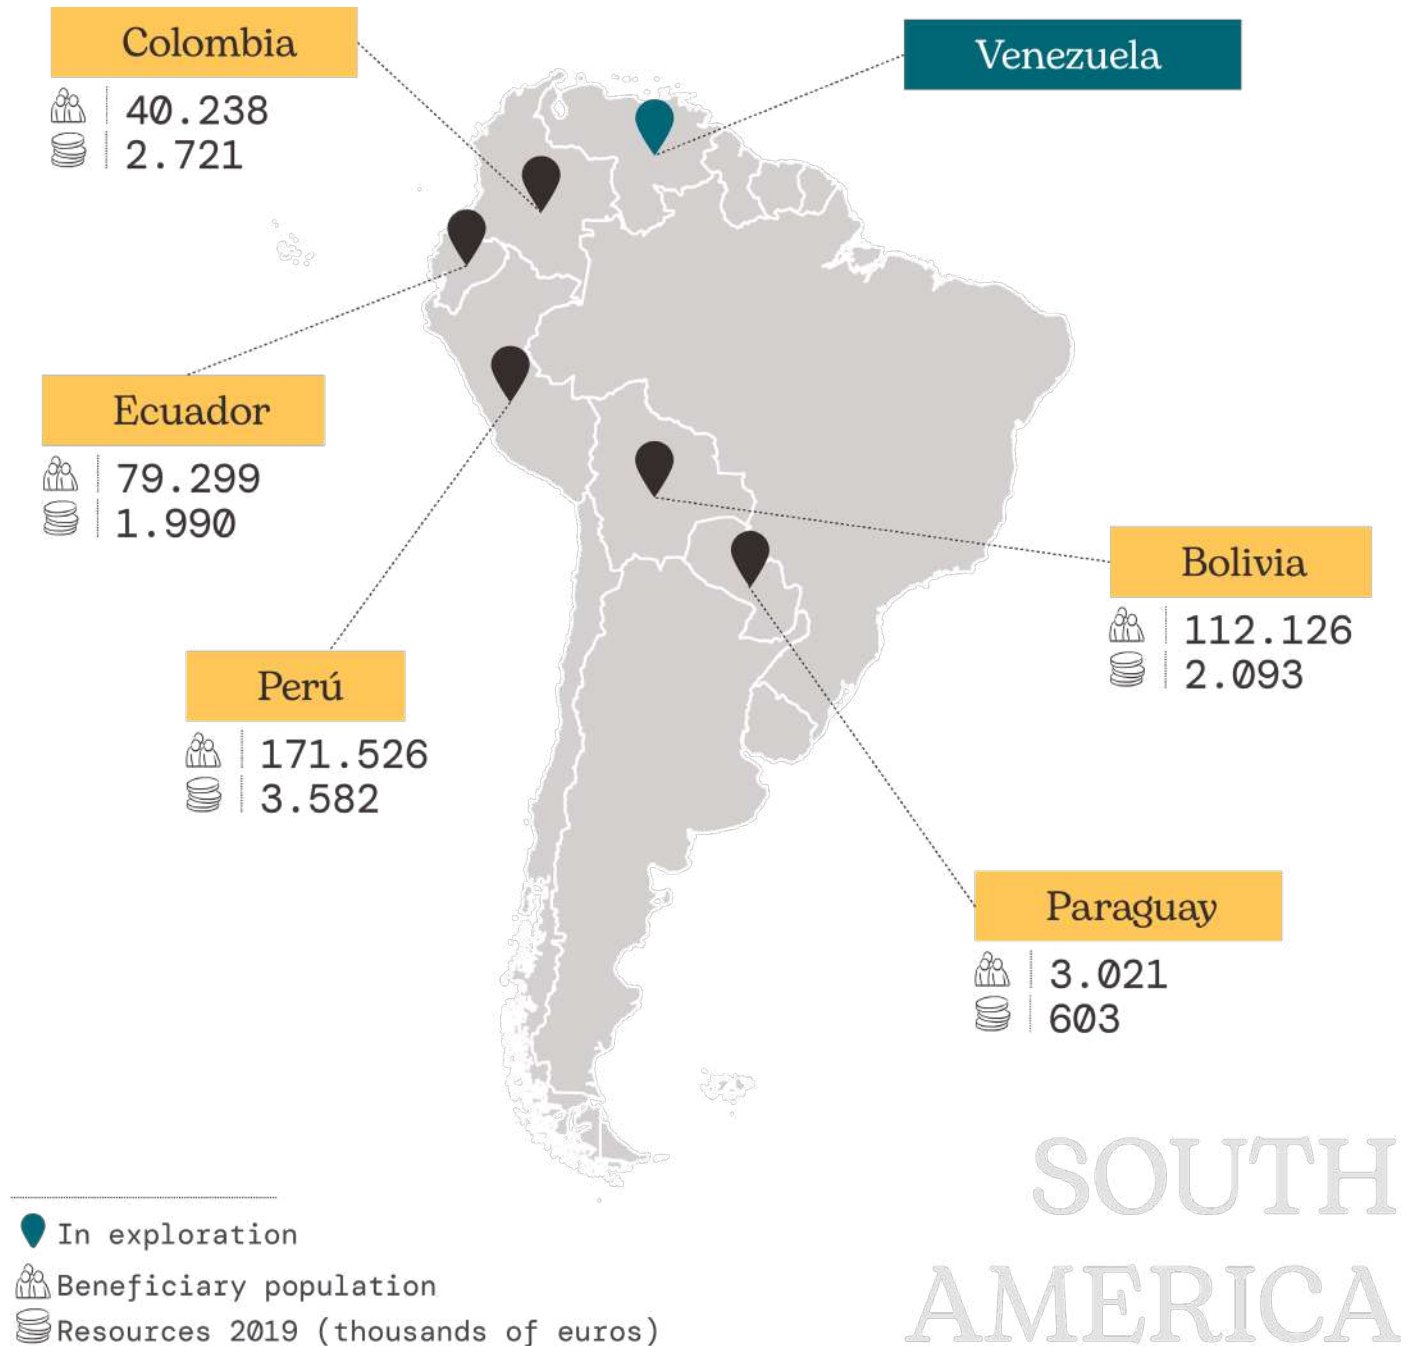 Colombia
40.238
2.721
Venezuela
Ecuador
79.299
1.990
Bolivia
112.126
2.093
Perú
171.526
3.582
Paraguay
3.021
603
SOUTH
AMERICA
In exploration
Beneficiary population
Resources 2019 (thousands of euros)